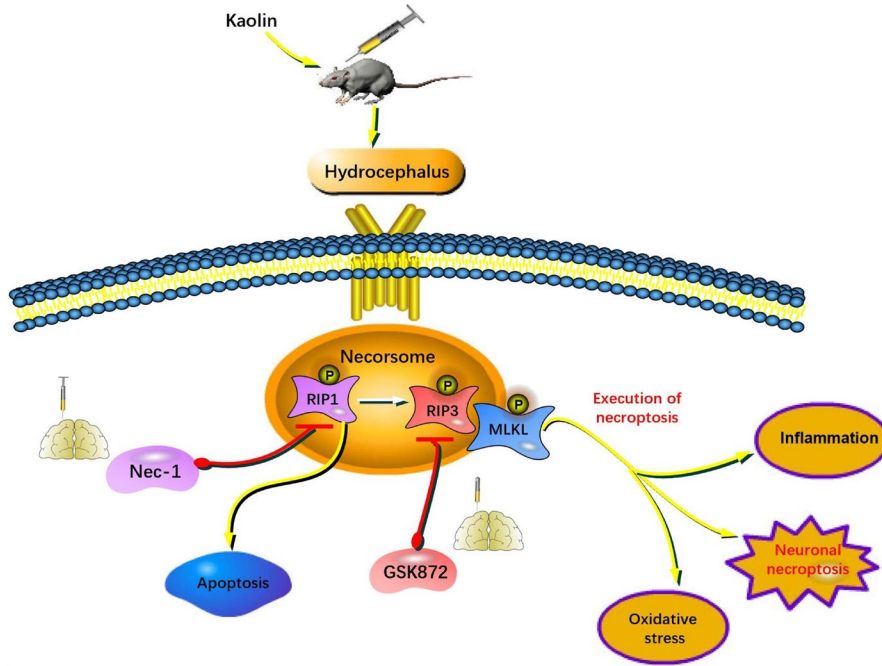 Kaolin
Hydrocephalus
Necorsome
P
RIP1
P
RIP3
P
MLKL
Execution of
necroptosis
Inflammation
Nec-1
Neuronal
necroptosis
Apoptosis
GSK872
Oxidative
stress